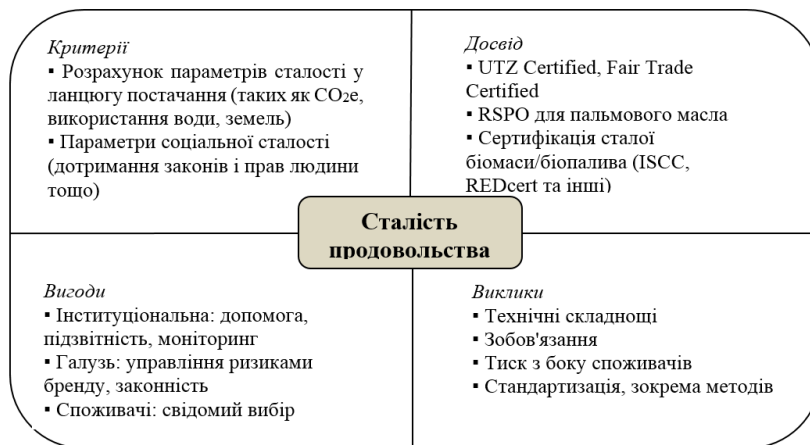 Критерії
▪ Розрахунок параметрів сталості у
ланцюгу постачання (таких як CO2e,
використання води, земель)
▪ Параметри соціальної сталості
(дотримання законів і прав людини
тощо)
Досвід
▪ UTZ Certified, Fair Trade
Certified
▪ RSPO для пальмового масла
▪ Сертифікація сталої
біомаси/біопалива (ISCC,
REDcert та інші)
Сталість
продовольства
Вигоди
▪ Інституціональна: допомога,
підзвітність, моніторинг
▪ Галузь: управління ризиками
бренду, законність
▪ Споживачі: свідомий вибір
Виклики
▪ Технічні складнощі
▪ Зобов'язання
▪ Тиск з боку споживачів
▪ Стандартизація, зокрема методів